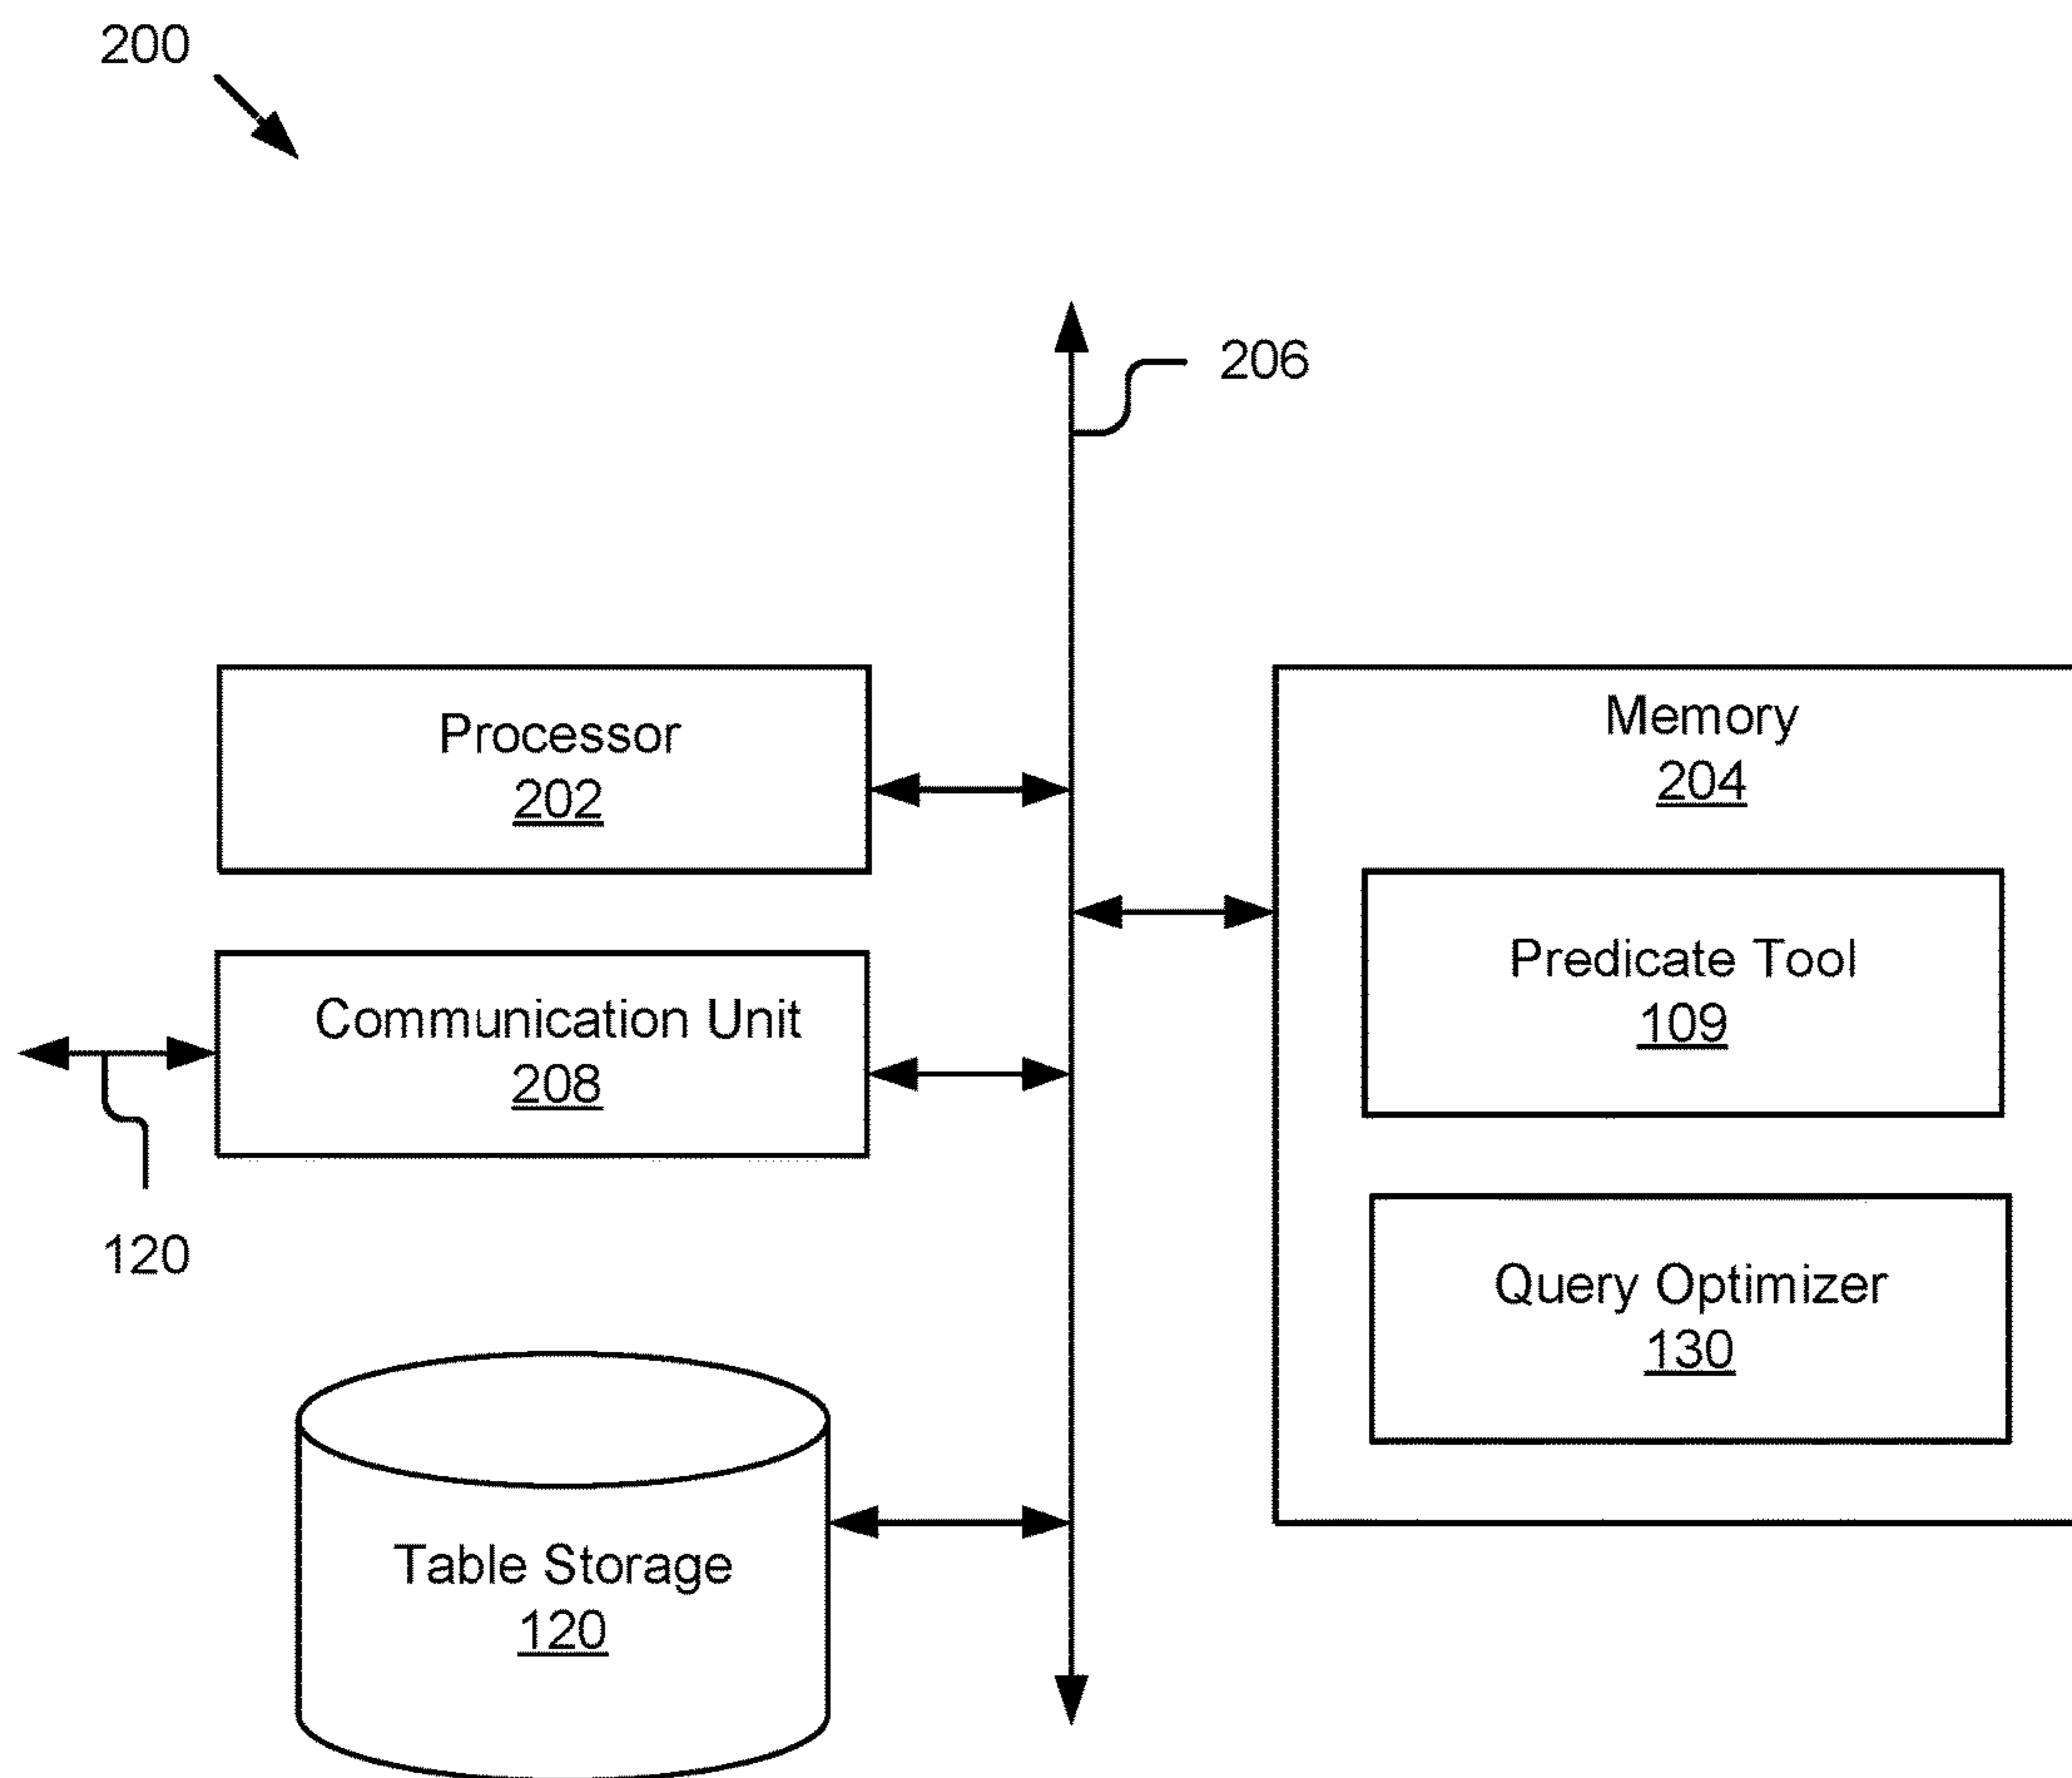 200
206
Processor
202
Memory
204
Predicate Tool
109
Communication Unit
208
120
Query Optimizer
130
Table Storage
120